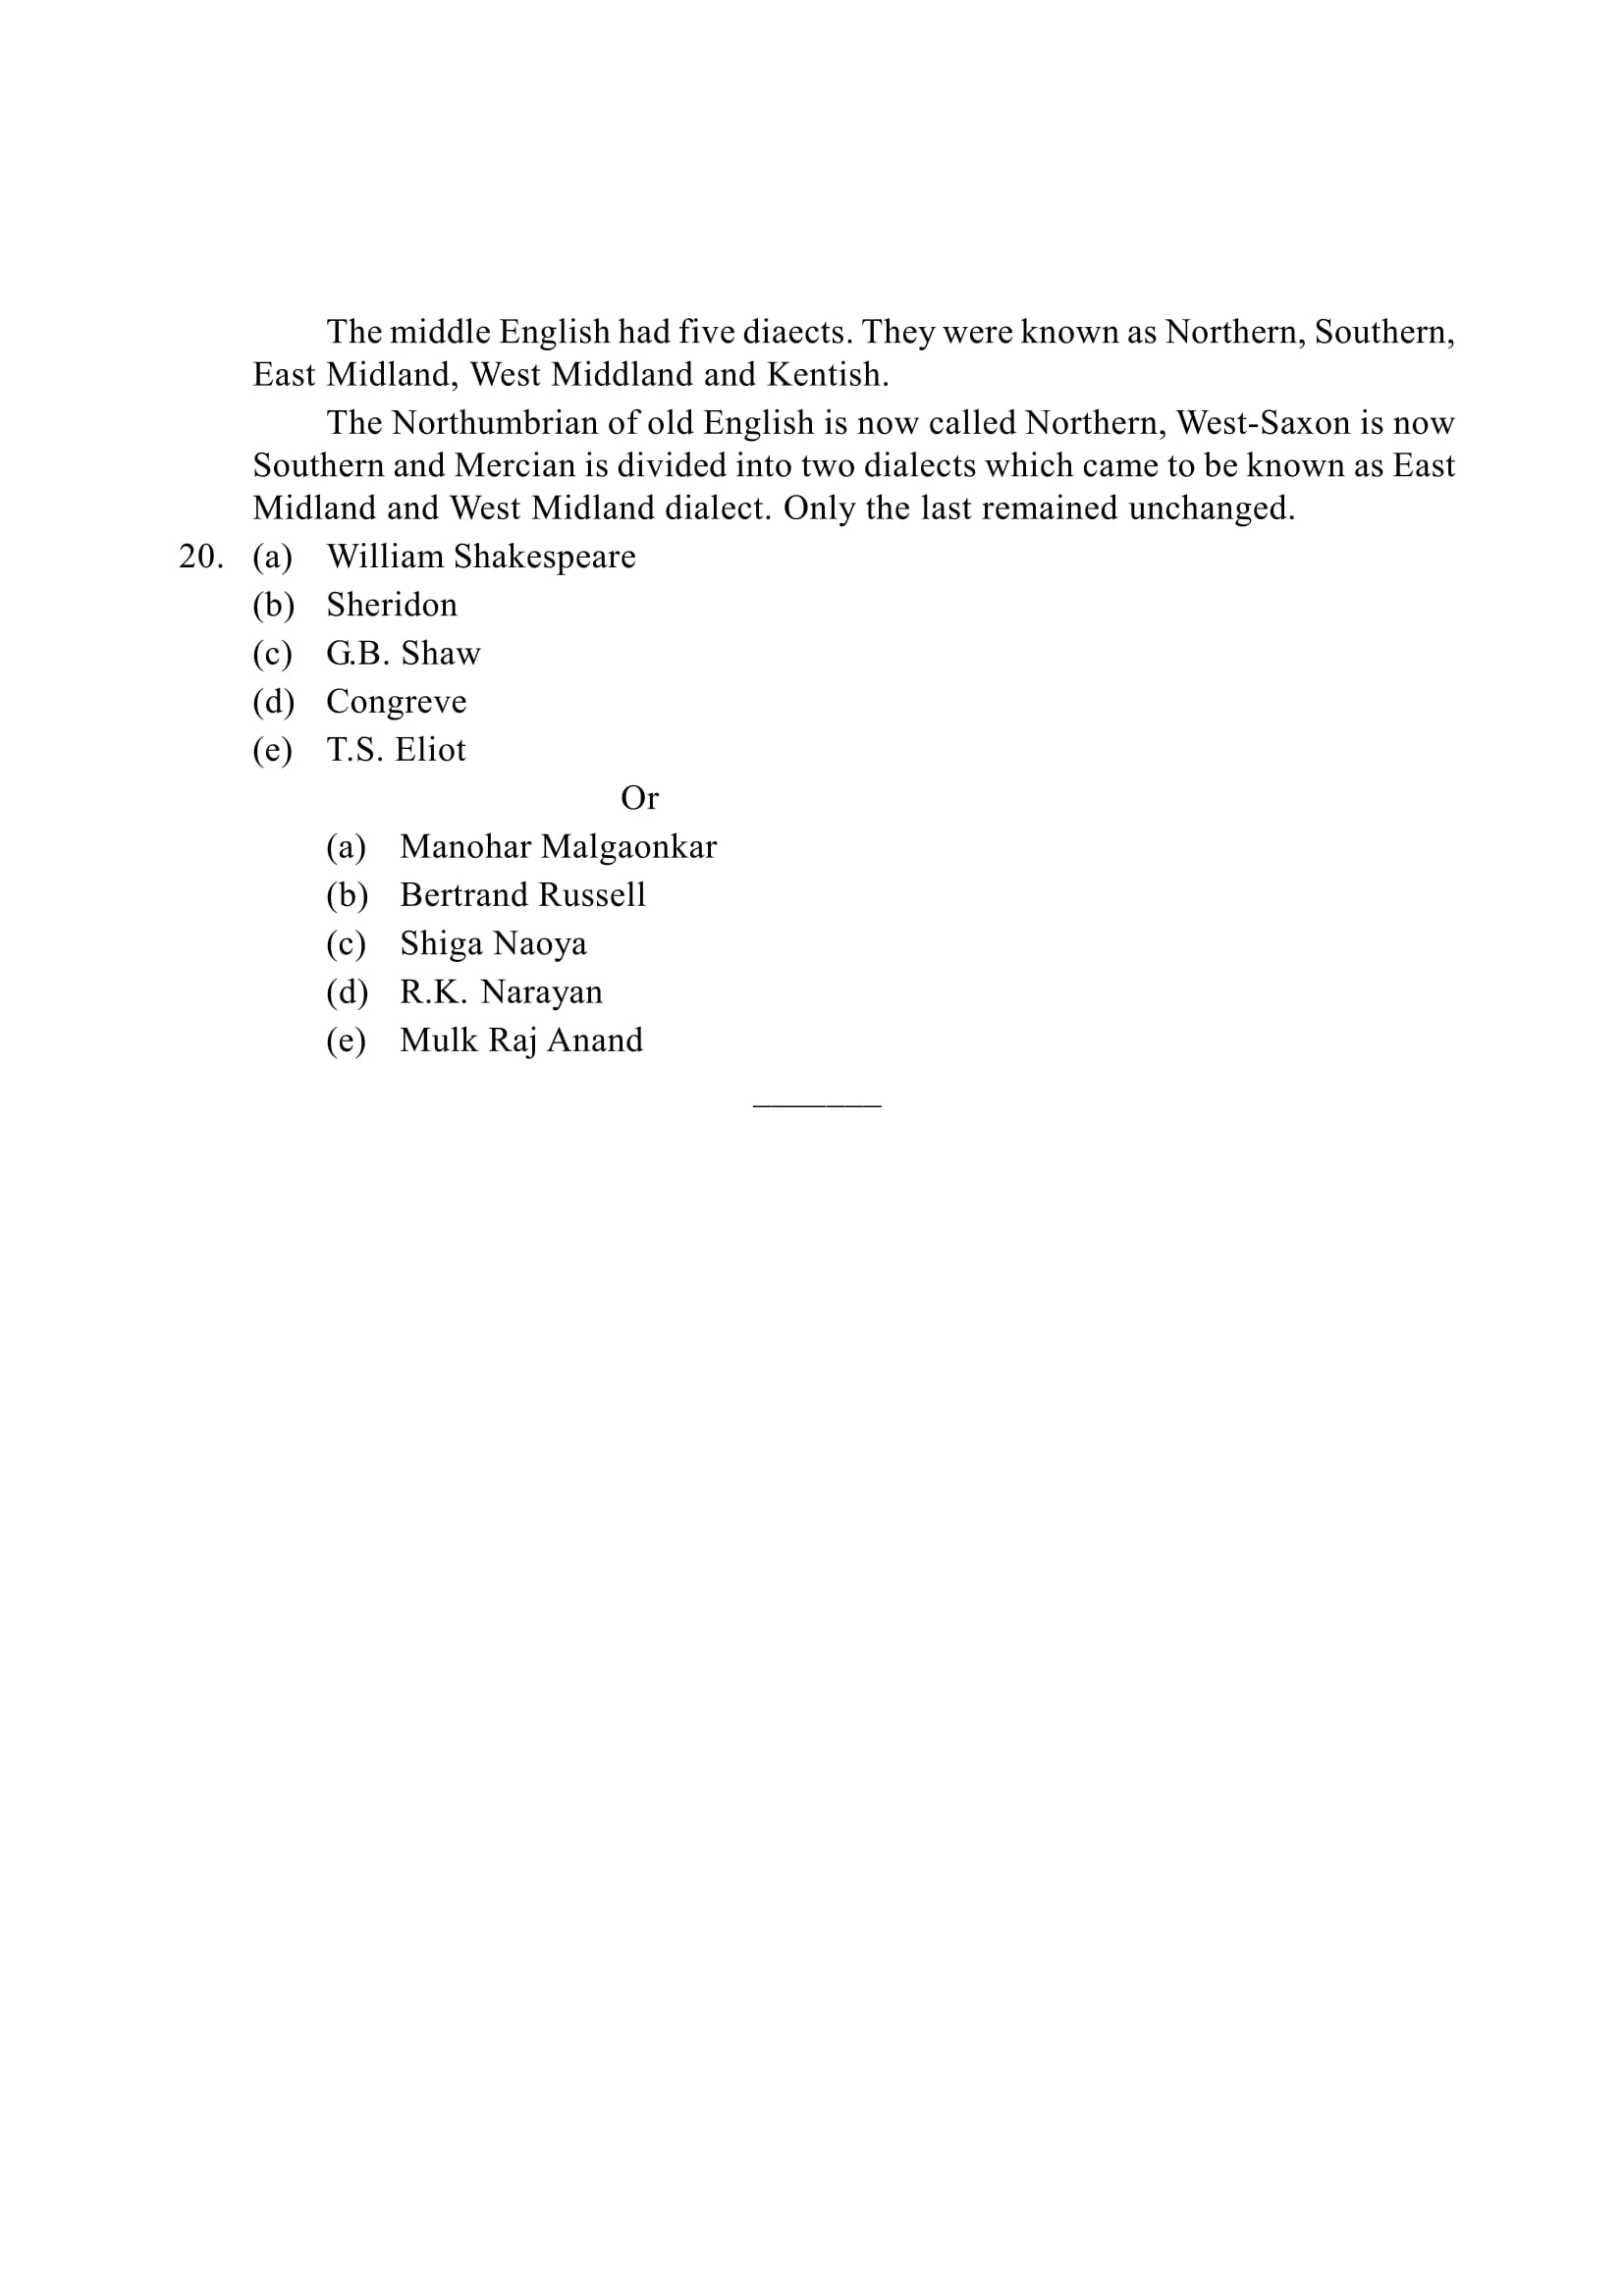 The middle English had five diaects. They were known as Northern, Southern,
East Midland, West Middland and Kentish.
The Northumbrian of old English is now called Northern, West-Saxon is now
Southern and Mercian is divided into two dialects which came to be known as East
Midland and West Midland dialect. Only the last remained unchanged.
20. (a) William Shakespeare
(b) Sheridon
(c) G.B. Shaw
(d) Congreve
(e) T.S. Eliot
Or
(a) Manohar Malgaonkar
(b) Bertrand Russell
(c) Shiga Naoya
(d) R.K. Narayan
(e) Mulk Raj Anand
_______